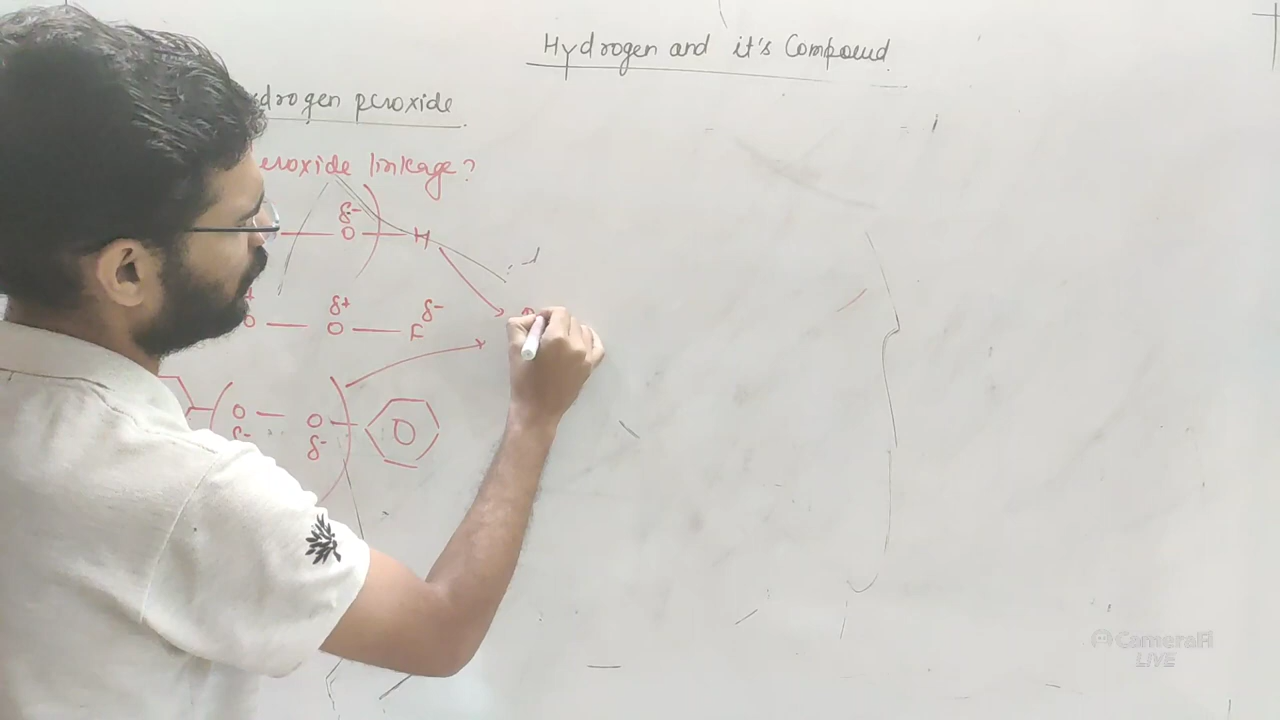 Hydrogen and it's Compound
drogen peroxide
eroxide linkage?
δ-
O H
δ+ δ-
O O F
O O
δ- δ-
CameraFi
LIVE